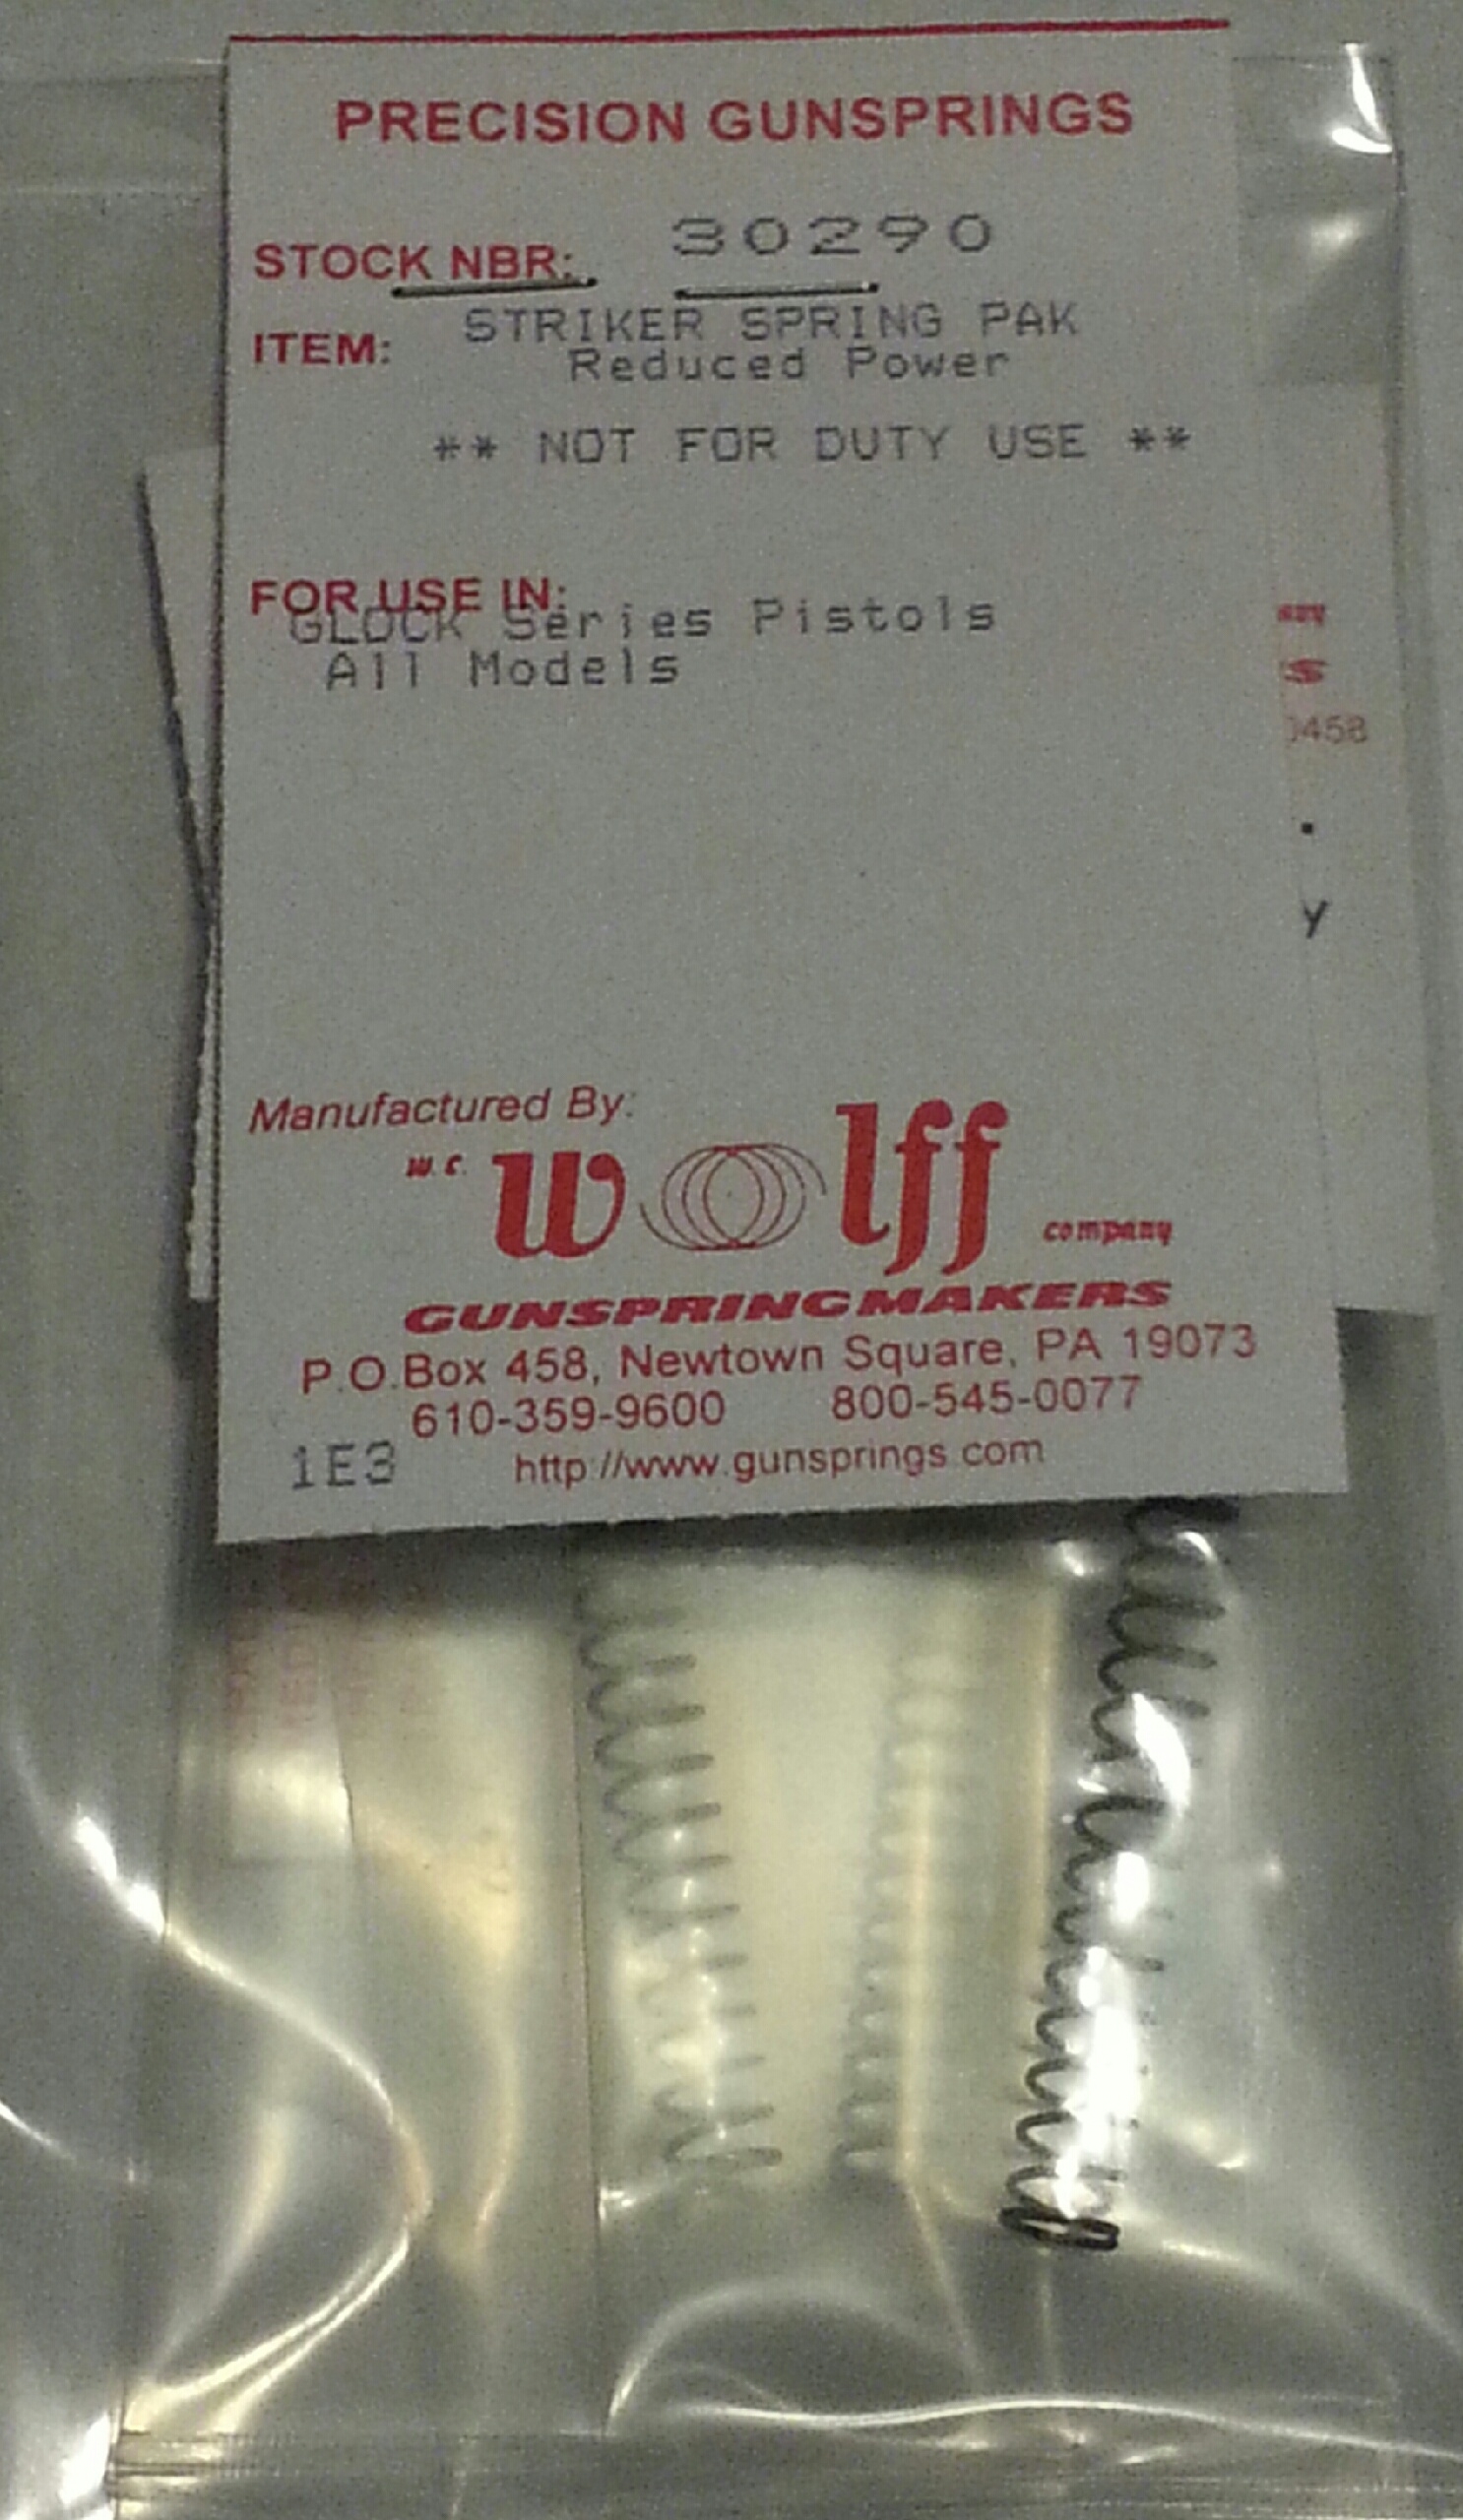 PRECISION GUNSPRINGS
STOCK NBR: 30290
ITEM: STRIKER SPRING PAK
Reduced Power
** NOT FOR DUTY USE **
FOR USE IN:
GLOCK Series Pistols
All Models
S
458
y
Manufactured By:
W. C. Wolff company
GUNSPRINGMAKERS
P.O.Box 458, Newtown Square, PA 19073
610-359-9600 800-545-0077
1E3 http://www.gunsprings.com